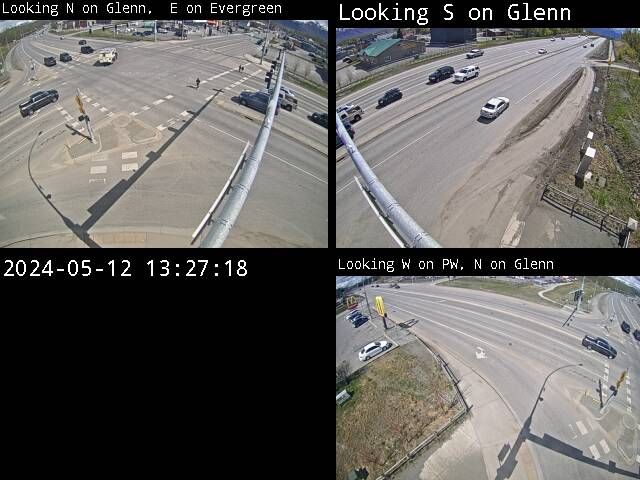 Looking N on Glenn, E on Evergreen
Looking S on Glenn
2024-05-12 13:27:18
Looking W on PW, N on Glenn